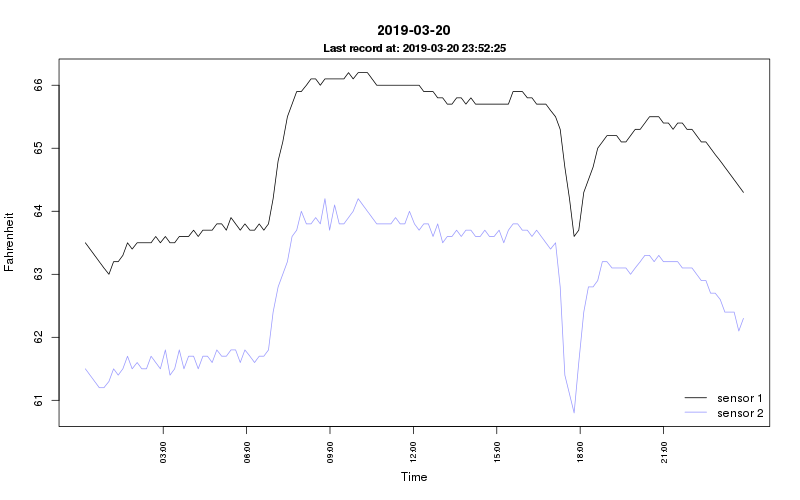 2019-03-20
Last record at: 2019-03-20 23:52:25
Fahrenheit
66
65
64
63
62
61
sensor 1
sensor 2
03:00 06:00 09:00 12:00 15:00 18:00 21:00
Time